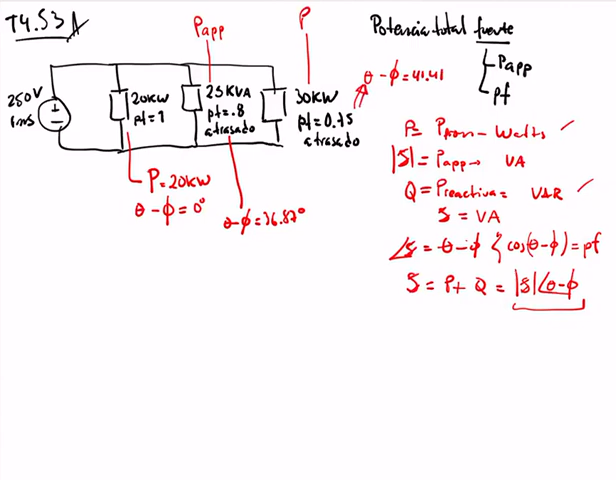 T4.53A
Papp
P
Potencia total fuente
Papp
pf
θ-ϕ=41.41
250V
rms
20KW
pf=1
25KVA
pf=.8
atrasado
30KW
pf=0.75
atrasado
P=20KW
θ-ϕ=0°
θ-ϕ=36.87°
P= Pprom - Watts
|S|= Papp→ VA
Q= Preactiva= VAR
S = VA
∠S = θ-ϕ { cos(θ-ϕ)=pf
S = P+ Q = |S|∠θ-ϕ